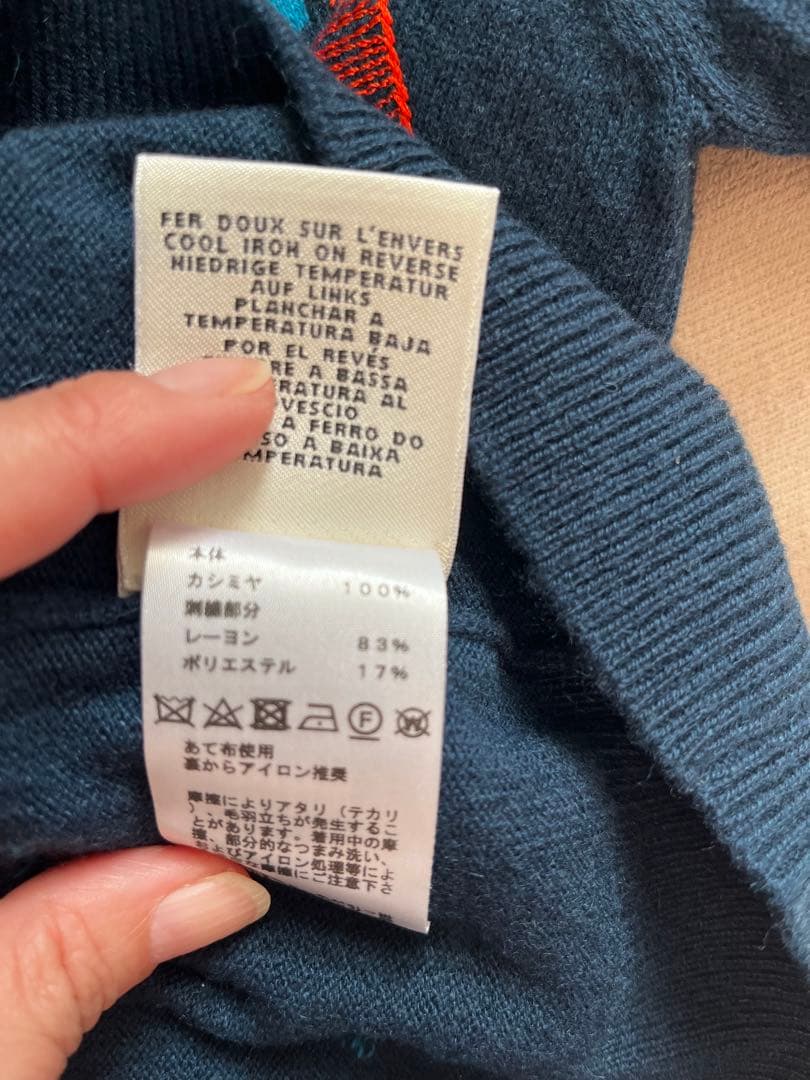 FER DOUX SUR L'ENVERS
COOL IRON ON REVERSE
NIEDRIGE TEMPERATUR
AUF LINKS
PLANCHAR A
TEMPERATURA BAJA
POR EL REVÉS
A BASSA
AL
A FERRO DO
A BAIXA
本体
カシミヤ 100%
刺繍部分
レーヨン 83%
ポリエステル 17%
F W
あて布使用
裏からアイロン推奨
摩擦によりアタリ(テカリ
)、毛羽立ちが発生するこ
とがあります。着用中の摩
擦、部分的なつまみ洗い、
およびアイロン処理等によ
摩擦にご注意下さ